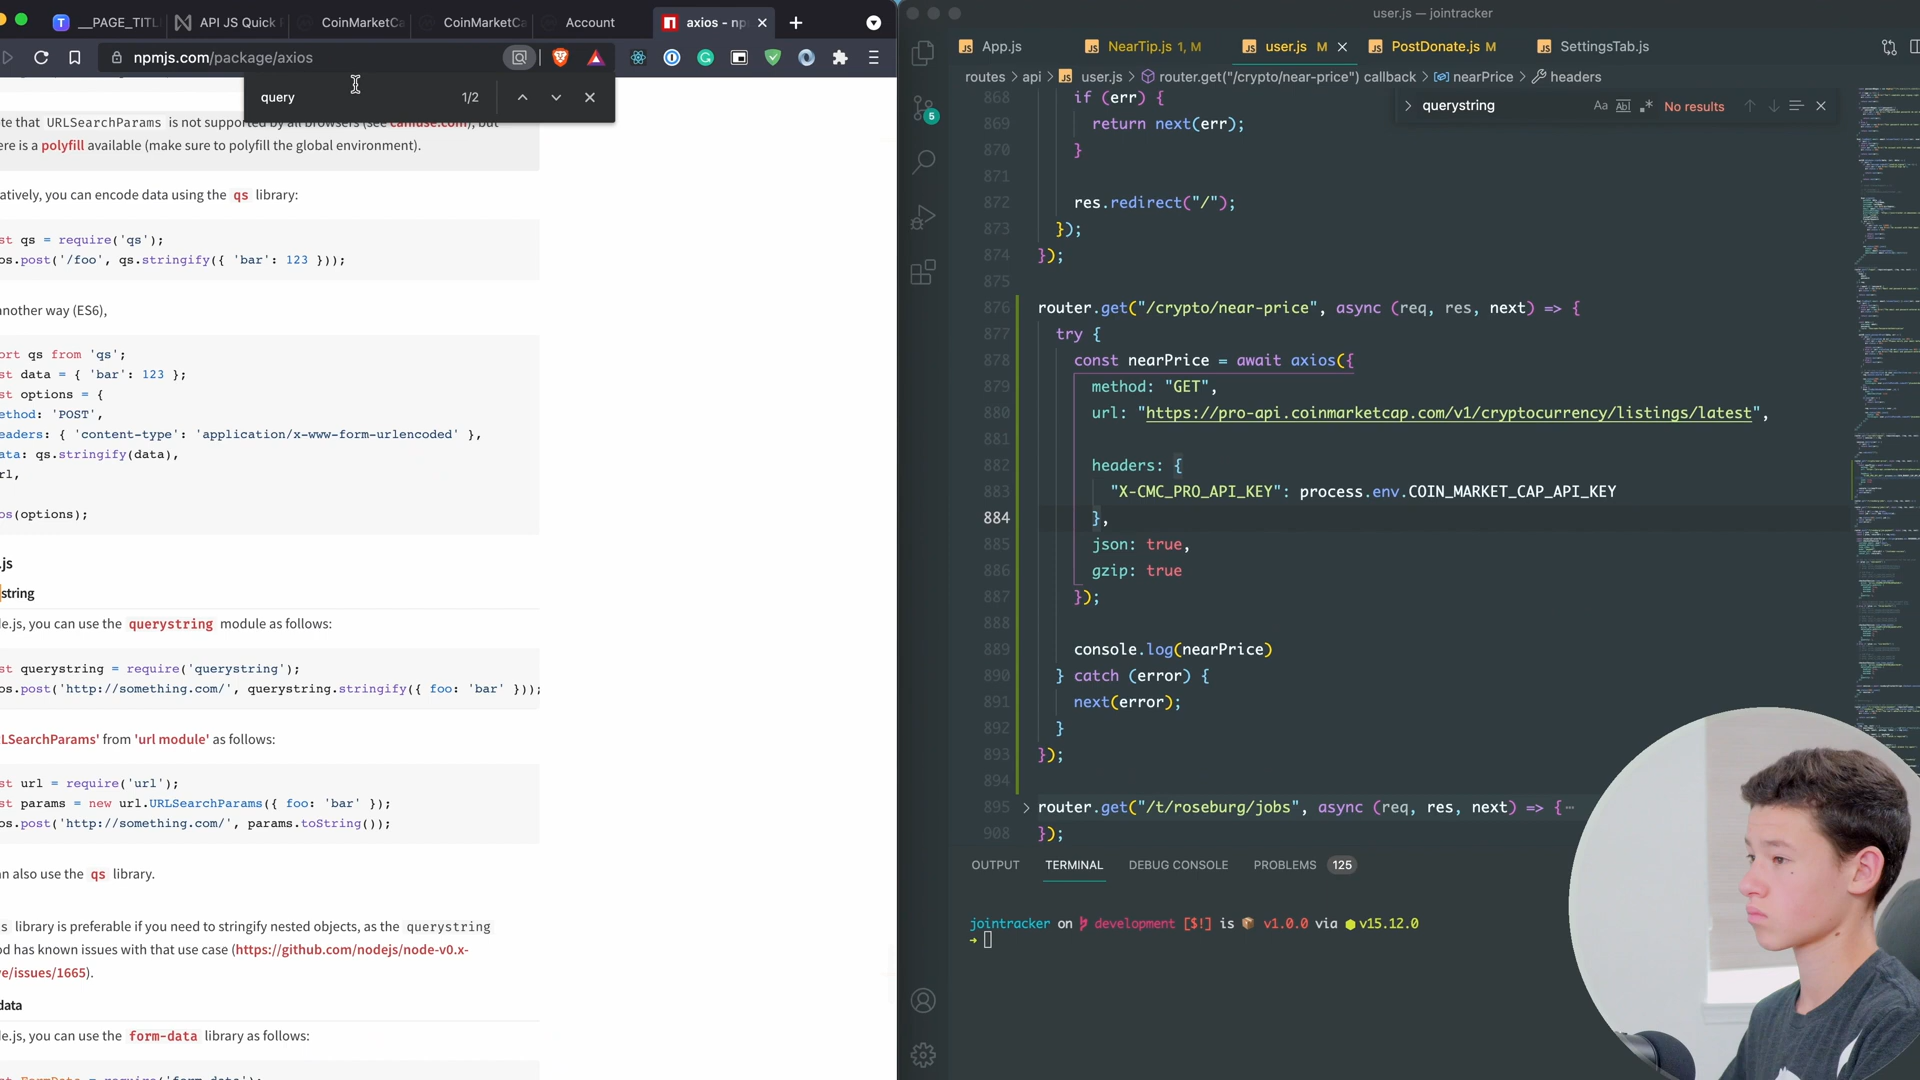 __PAGE_TITL
API JS Quick
CoinMarketCa
CoinMarketCa
Account
axios - np
npmjs.com/package/axios
query
1/2
te that URLSearchParams is not supported by all browsers (see caniuse.com), but
ere is a polyfill available (make sure to polyfill the global environment).
atively, you can encode data using the qs library:
st qs = require('qs');
os.post('/foo', qs.stringify({ 'bar': 123 }));
another way (ES6),
ort qs from 'qs';
st data = { 'bar': 123 };
st options = {
ethod: 'POST',
eaders: { 'content-type': 'application/x-www-form-urlencoded' },
ata: qs.stringify(data),
rl,
os(options);
.js
string
le.js, you can use the querystring module as follows:
st querystring = require('querystring');
os.post('http://something.com/', querystring.stringify({ foo: 'bar' }));
LSearchParams' from 'url module' as follows:
st url = require('url');
st params = new url.URLSearchParams({ foo: 'bar' });
os.post('http://something.com/', params.toString());
an also use the qs library.
s library is preferable if you need to stringify nested objects, as the querystring
od has known issues with that use case (https://github.com/nodejs/node-v0.x-
ve/issues/1665).
data
le.js, you can use the form-data library as follows:
user.js — jointracker
App.js
NearTip.js 1, M
user.js M
PostDonate.js M
SettingsTab.js
routes > api > user.js > router.get("/crypto/near-price") callback > nearPrice > headers
querystring
Aa
Ab
No results
5
868 if (err) {
869 return next(err);
870 }
871
872 res.redirect("/");
873 });
874 });
875
876 router.get("/crypto/near-price", async (req, res, next) => {
877 try {
878 const nearPrice = await axios({
879 method: "GET",
880 url: "https://pro-api.coinmarketcap.com/v1/cryptocurrency/listings/latest",
881
882 headers: {
883 "X-CMC_PRO_API_KEY": process.env.COIN_MARKET_CAP_API_KEY
884 },
885 json: true,
886 gzip: true
887 });
888
889 console.log(nearPrice)
890 } catch (error) {
891 next(error);
892 }
893 });
894
895 router.get("/t/roseburg/jobs", async (req, res, next) => {
908 });
OUTPUT
TERMINAL
DEBUG CONSOLE
PROBLEMS 125
jointracker on development [$!] is v1.0.0 via v15.12.0